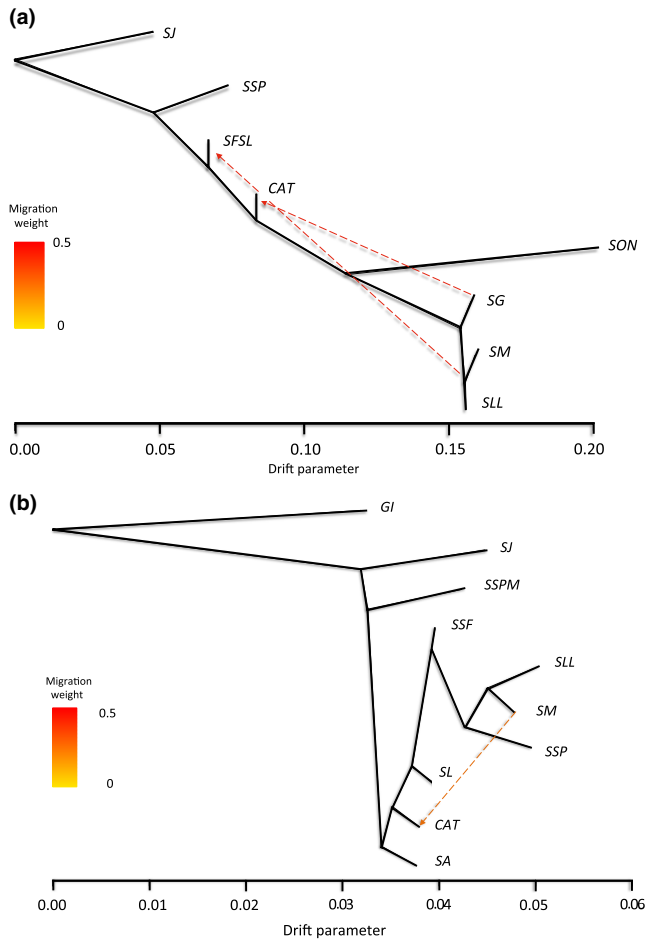 (a)
SJ
SSP
SFSL
CAT
Migration
weight
0.5
0
SON
SG
SM
SLL
0.00 0.05 0.10 0.15 0.20
Drift parameter
(b)
GI
SJ
SSPM
SSF
SLL
Migration
weight
0.5
0
SM
SSP
SL
CAT
SA
0.00 0.01 0.02 0.03 0.04 0.05 0.06
Drift parameter